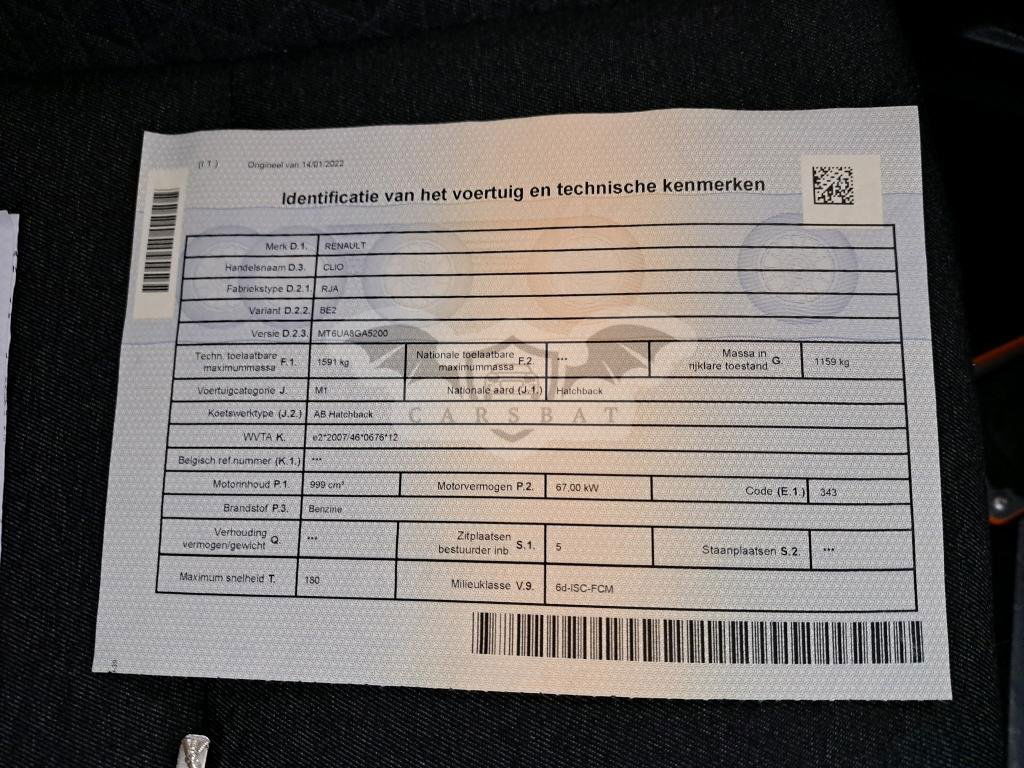 (I.1.) Origineel van 14/01/2022
Identificatie van het voertuig en technische kenmerken
Merk D.1. RENAULT
Handelsnaam D.3. CLIO
Fabriekstype D.2.1. RJA
Variant D.2.2. BE2
Versie D.2.3. MT6UA8GA5200
Techn. toelaatbare maximummassa F.1. 1591 kg Nationale toelaatbare maximummassa F.2. *** Massa in rijklare toestand G. 1159 kg
Voertuigcategorie J. M1 Nationale aard (J.1.) Hatchback
Koetswerktype (J.2.) AB Hatchback
CARSBAT
WVTA K. e2*2007/46*0676*12
Belgisch ref.nummer (K.1.) ***
Motorinhoud P.1. 999 cm³ Motorvermogen P.2. 67.00 kW Code (E.1.) 343
Brandstof P.3. Benzine
Verhouding vermogen/gewicht Q. *** Zitplaatsen bestuurder inb S.1. 5 Staanplaatsen S.2. ***
Maximum snelheid T. 180 Milieuklasse V.9. 6d-ISC-FCM